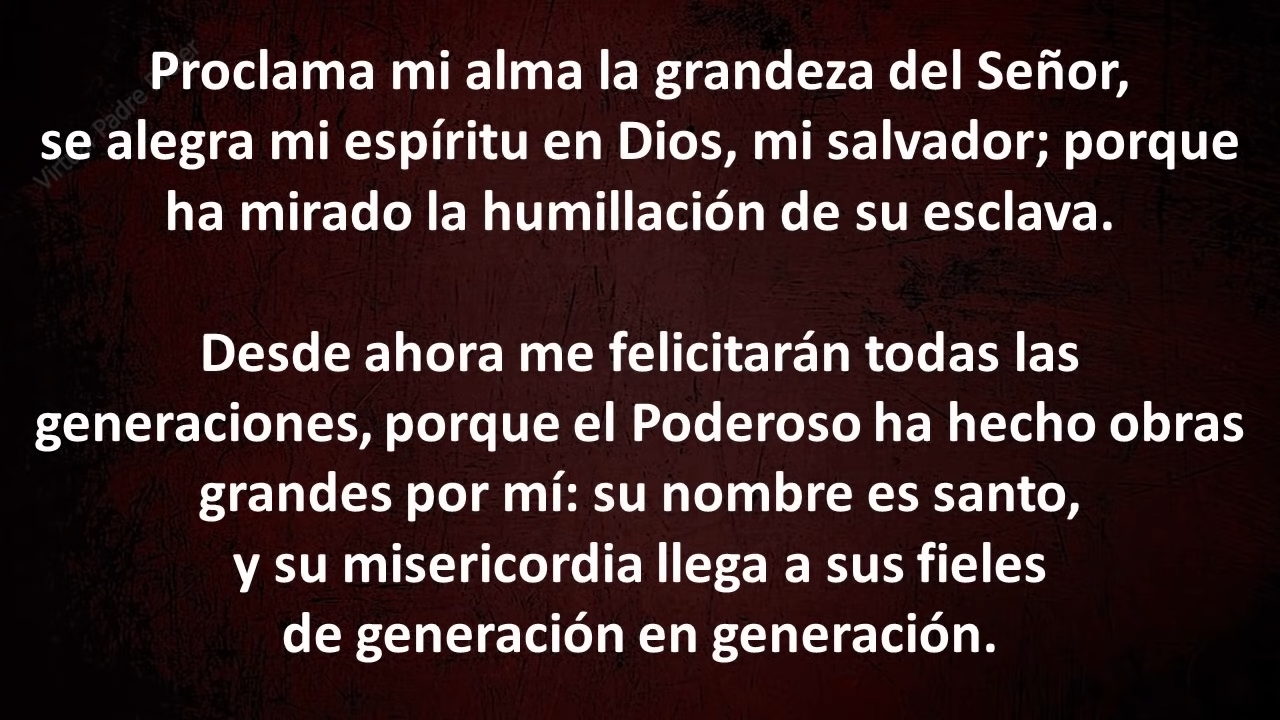 Proclama mi alma la grandeza del Señor,
se alegra mi espíritu en Dios, mi salvador; porque
ha mirado la humillación de su esclava.
Desde ahora me felicitarán todas las
generaciones, porque el Poderoso ha hecho obras
grandes por mí: su nombre es santo,
y su misericordia llega a sus fieles
de generación en generación.